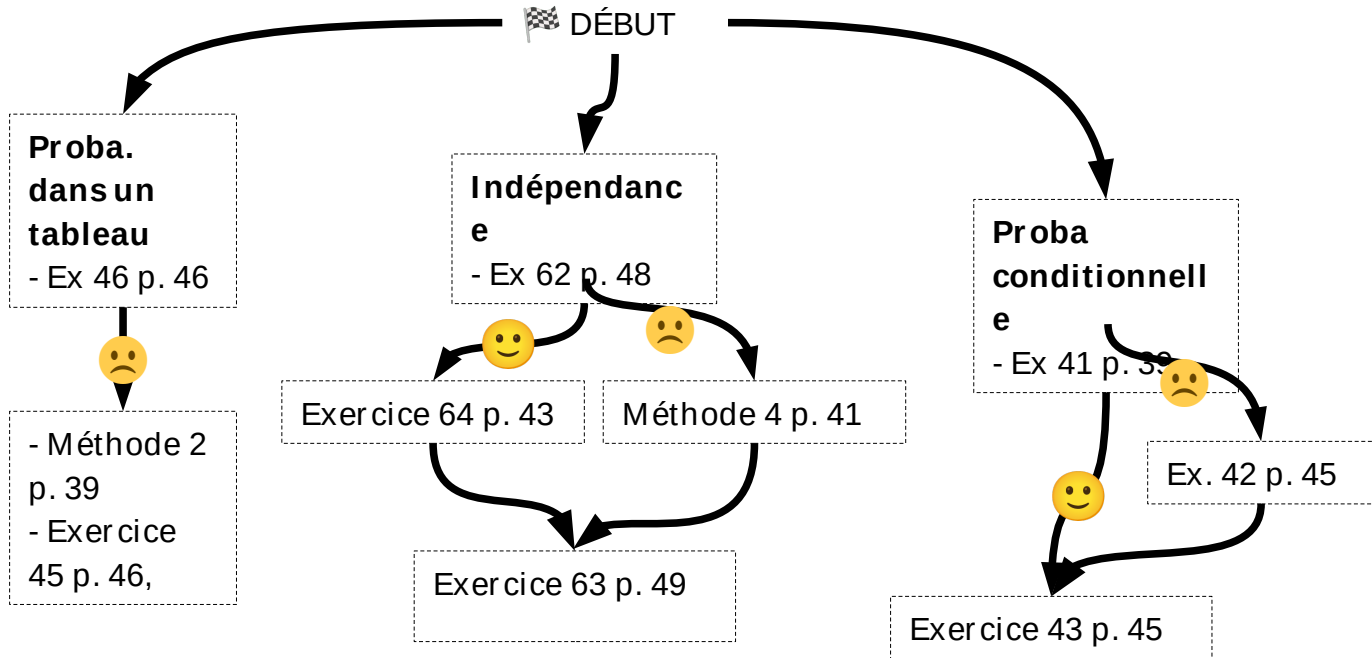 🏁 DÉBUT
Proba.
dans un
tableau
- Ex 46 p. 46
Indépendanc
e
- Ex 62 p. 48
Proba
conditionnell
e
- Ex 41 p. 39
Exercice 64 p. 43
Méthode 4 p. 41
- Méthode 2
p. 39
- Exercice
45 p. 46,
Ex. 42 p. 45
Exercice 63 p. 49
Exercice 43 p. 45